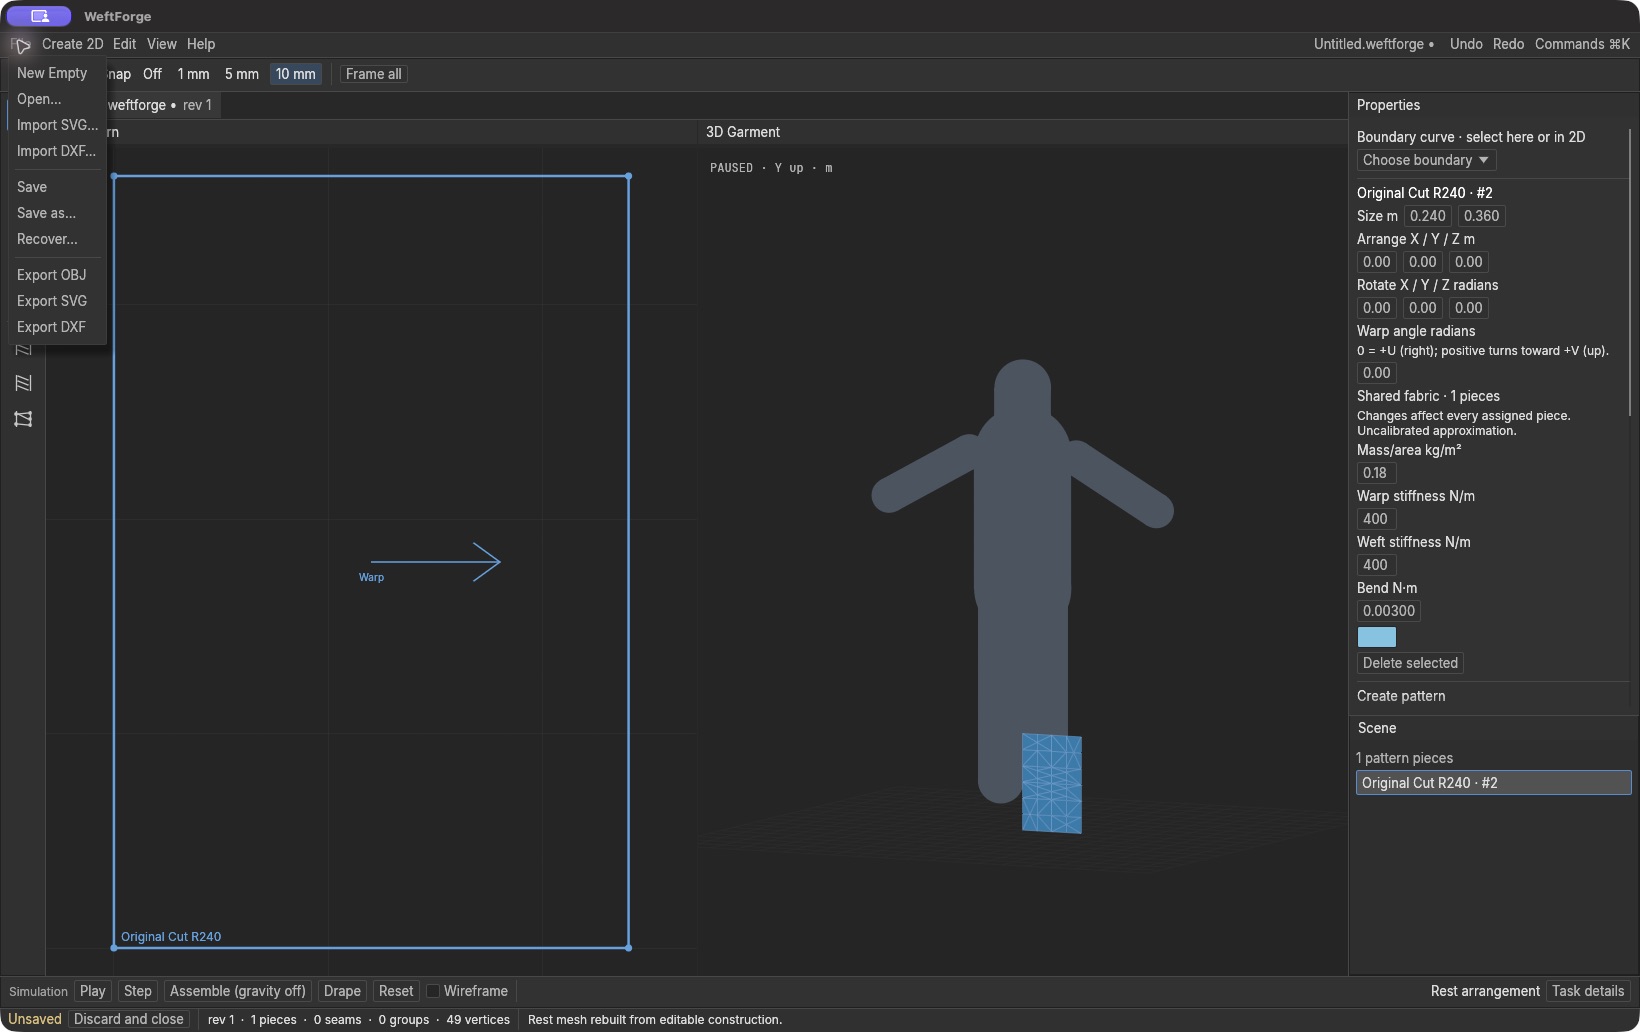 WeftForge
File Create 2D Edit View Help
Untitled.weftforge • Undo Redo Commands ⌘K
New Empty
Open...
Import SVG...
Import DXF...
Save
Save as...
Recover...
Export OBJ
Export SVG
Export DXF
Off 1 mm 5 mm 10 mm Frame all
weftforge • rev 1
3D Garment
PAUSED · Y up · m
Warp
Original Cut R240
Properties
Boundary curve · select here or in 2D
Choose boundary
Original Cut R240 · #2
Size m 0.240 0.360
Arrange X / Y / Z m
0.00 0.00 0.00
Rotate X / Y / Z radians
0.00 0.00 0.00
Warp angle radians
0 = +U (right); positive turns toward +V (up).
0.00
Shared fabric · 1 pieces
Changes affect every assigned piece.
Uncalibrated approximation.
Mass/area kg/m²
0.18
Warp stiffness N/m
400
Weft stiffness N/m
400
Bend N·m
0.00300
Delete selected
Create pattern
Scene
1 pattern pieces
Original Cut R240 · #2
Simulation Play Step Assemble (gravity off) Drape Reset Wireframe
Rest arrangement Task details
Unsaved Discard and close rev 1 · 1 pieces · 0 seams · 0 groups · 49 vertices Rest mesh rebuilt from editable construction.